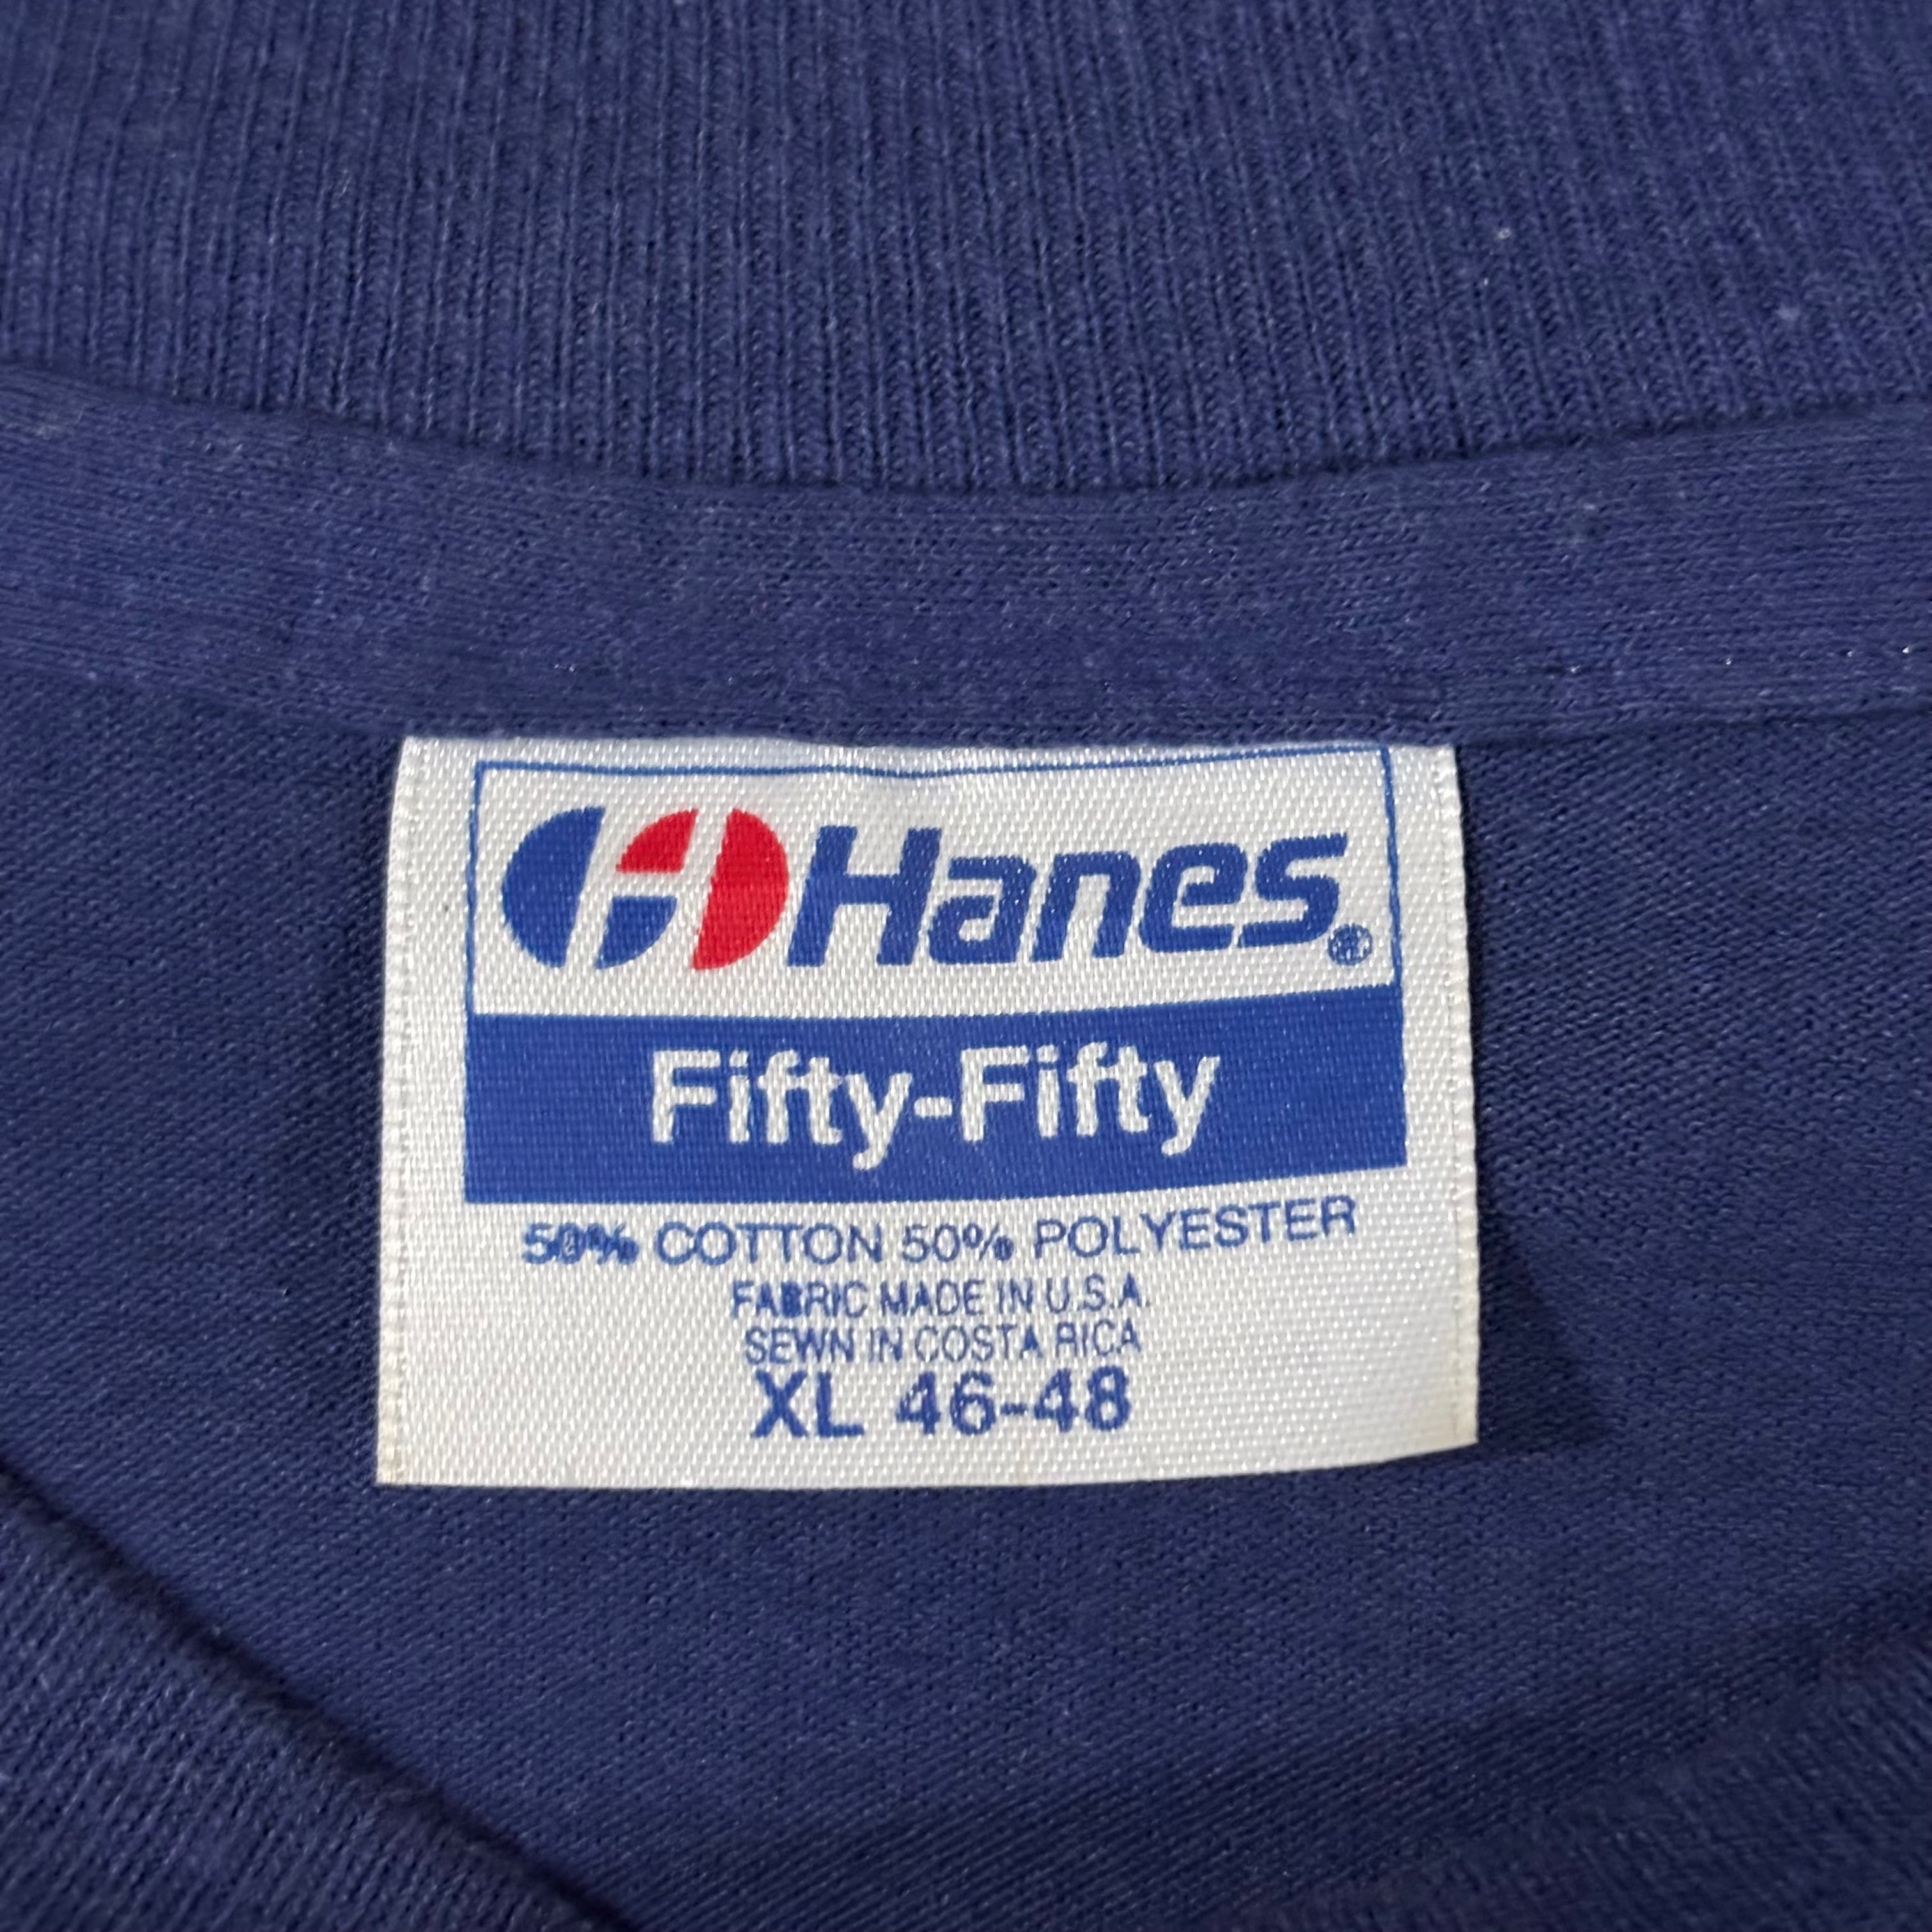 Hanes®
Fifty-Fifty
50% COTTON 50% POLYESTER
FABRIC MADE IN U.S.A.
SEWN IN COSTA RICA
XL 46-48